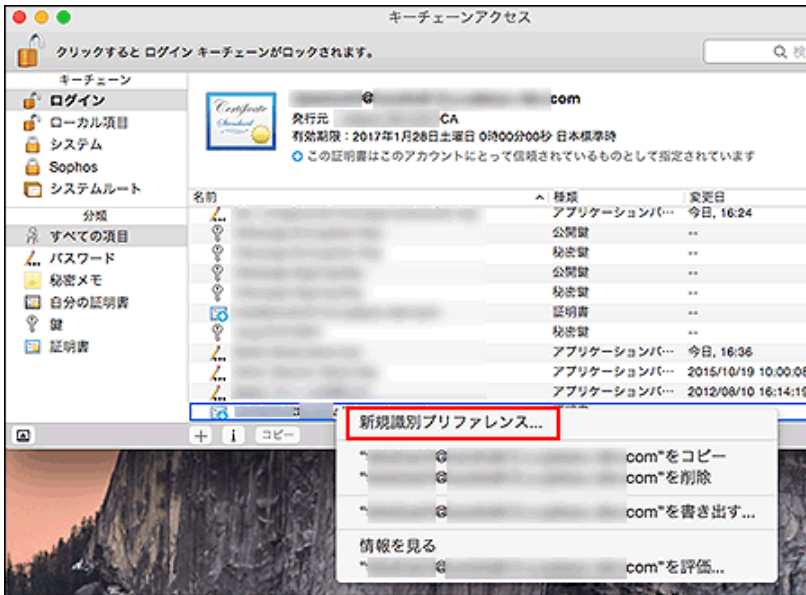 キーチェーンアクセス
クリックすると ログイン キーチェーンがロックされます。
検
キーチェーン
ログイン
ローカル項目
システム
Sophos
システムルート
分類
すべての項目
パスワード
秘密メモ
自分の証明書
鍵
証明書
Certificate
Standard
@ com
発行元 CA
有効期限：2017年1月28日土曜日 0時00分00秒 日本標準時
この証明書はこのアカウントにとって信頼されているものとして指定されています
名前 種類 変更日
アプリケーションパ… 今日, 16:24
公開鍵 --
秘密鍵 --
公開鍵 --
秘密鍵 --
証明書 --
秘密鍵 --
アプリケーションパ… 今日, 16:36
アプリケーションパ… 2015/10/19 10:00:08
アプリケーションパ… 2012/08/10 16:14:19
+ i コピー
新規識別プリファレンス...
" @ com"をコピー
" @ com"を削除
" @ com"を書き出す...
情報を見る
" @ com"を評価...